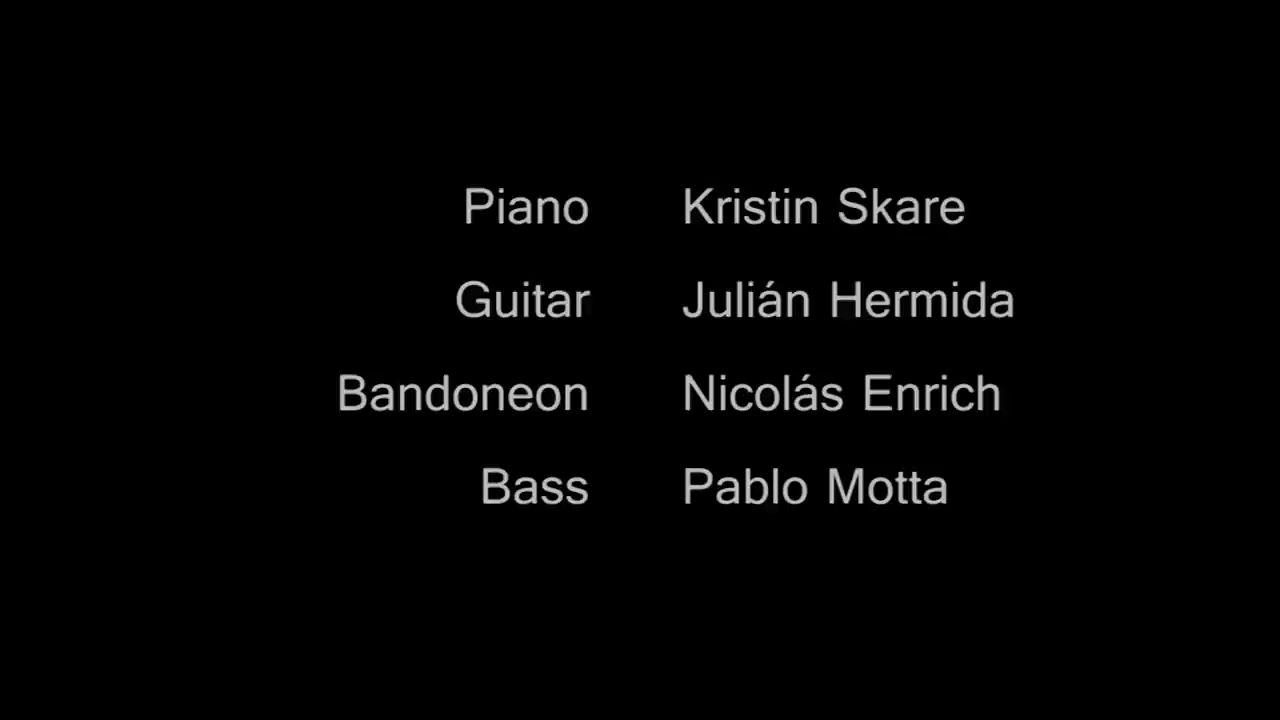 Piano Kristin Skare
Guitar Julián Hermida
Bandoneon Nicolás Enrich
Bass Pablo Motta